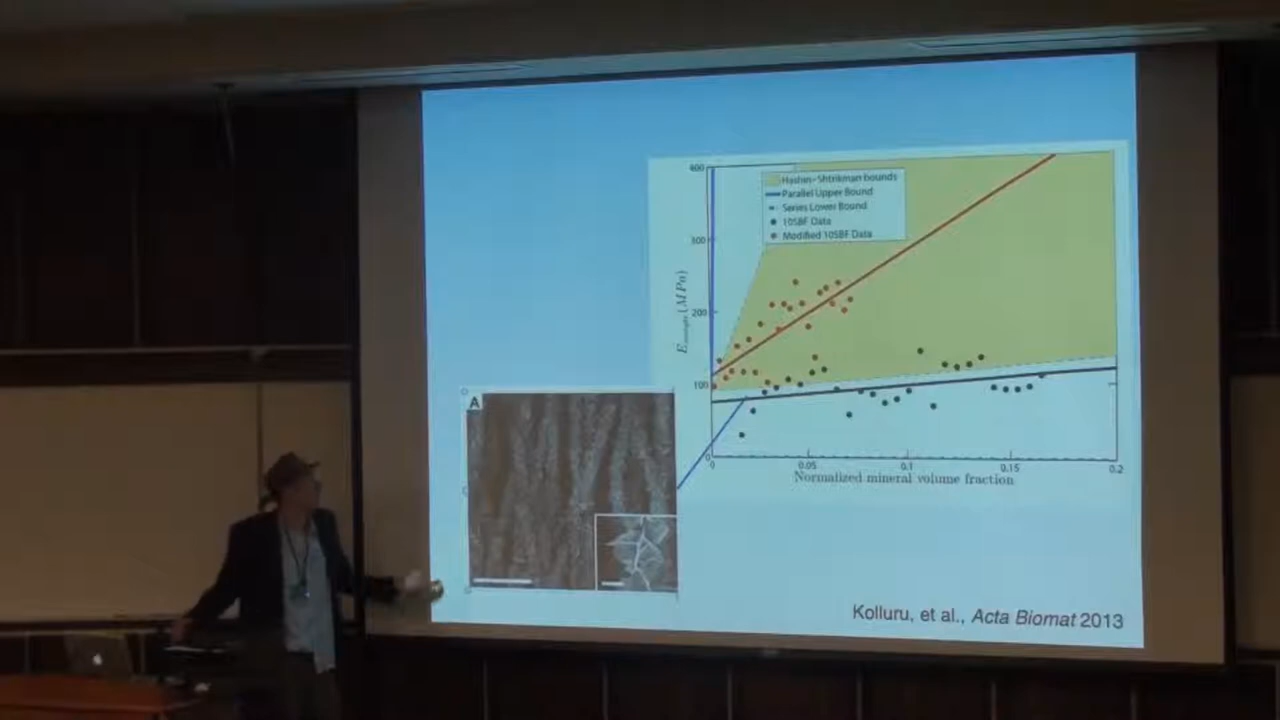 400
300
200
100
0
E (MPa)
Hashin-Shtrikman bounds
Parallel Upper Bound
Series Lower Bound
10SBF Data
Modified 10SBF Data
0 0.05 0.1 0.15 0.2
Normalized mineral volume fraction
A
Kolluru, et al., Acta Biomat 2013